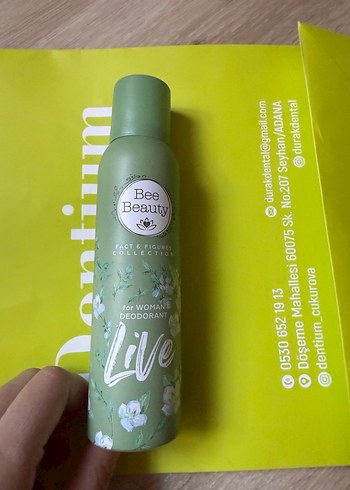 Bee
Beauty
FACT & FIGURES
COLLECTION
for WOMAN
DEODORANT
Live
Dentium
durakdental@gmail.com
Döşeme Mahallesi 60075 Sk. No:207 Seyhan/ADANA
durakdental
0530 652 19 13
dentium_cukurova